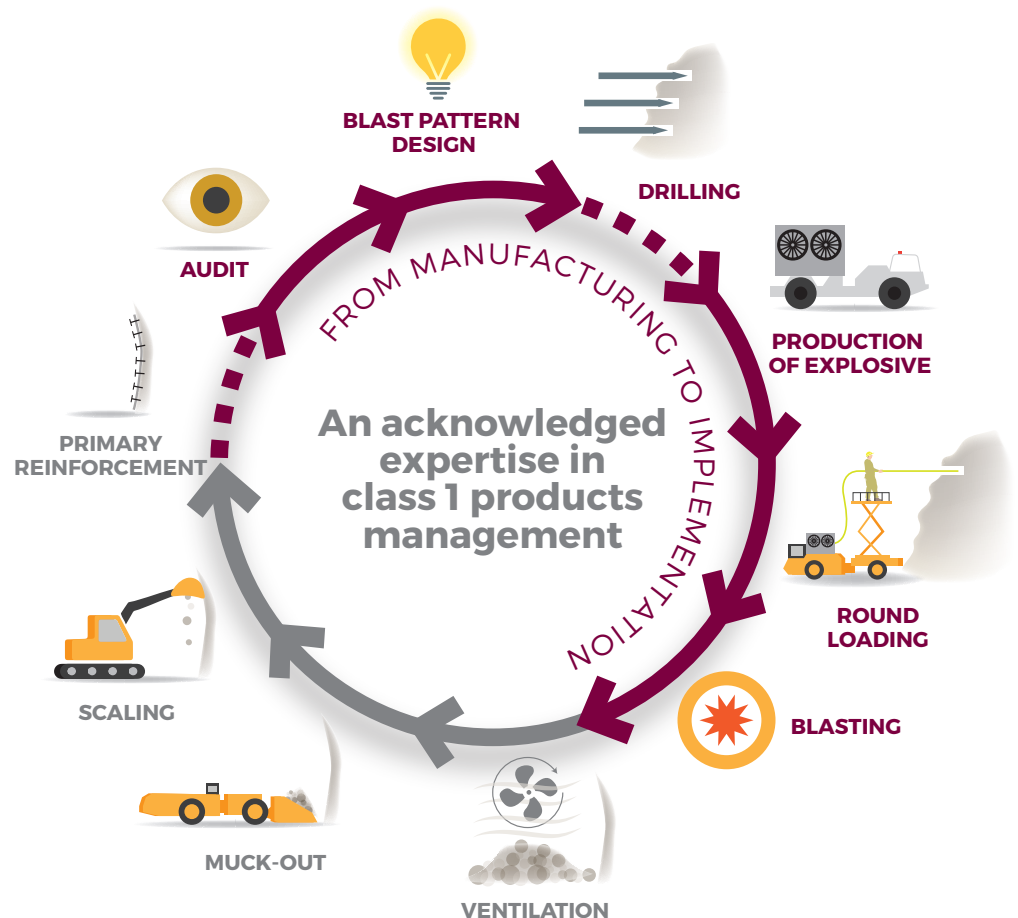 BLAST PATTERN
DESIGN
DRILLING
AUDIT
FROM MANUFACTURING TO IMPLEMENTATION
PRODUCTION
OF EXPLOSIVE
An acknowledged
expertise in
class 1 products
management
PRIMARY
REINFORCEMENT
ROUND
LOADING
SCALING
BLASTING
MUCK-OUT
VENTILATION